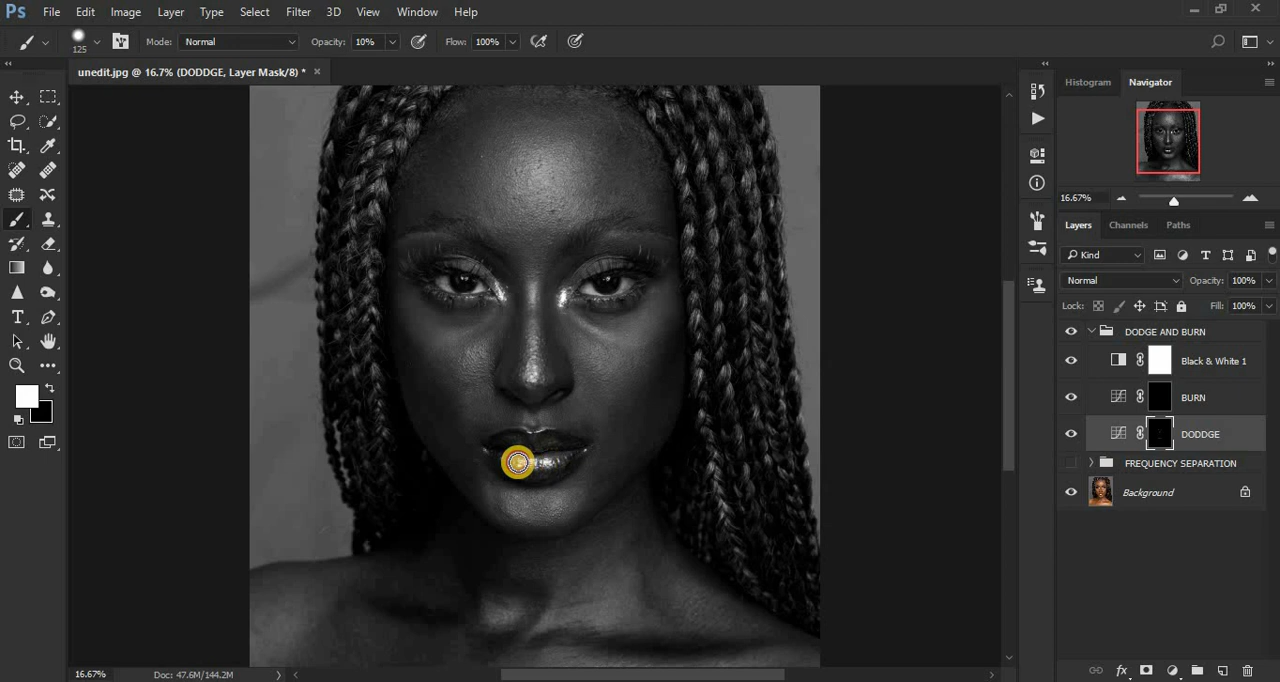 Ps File Edit Image Layer Type Select Filter 3D View Window Help
125 Mode: Normal Opacity: 10% Flow: 100%
unedit.jpg @ 16.7% (DODDGE, Layer Mask/8) * ×
Histogram Navigator
16.67%
Layers Channels Paths
Kind
Normal Opacity: 100%
Lock: Fill: 100%
DODGE AND BURN
Black & White 1
BURN
DODDGE
FREQUENCY SEPARATION
Background
16.67% Doc: 47.6M/144.2M